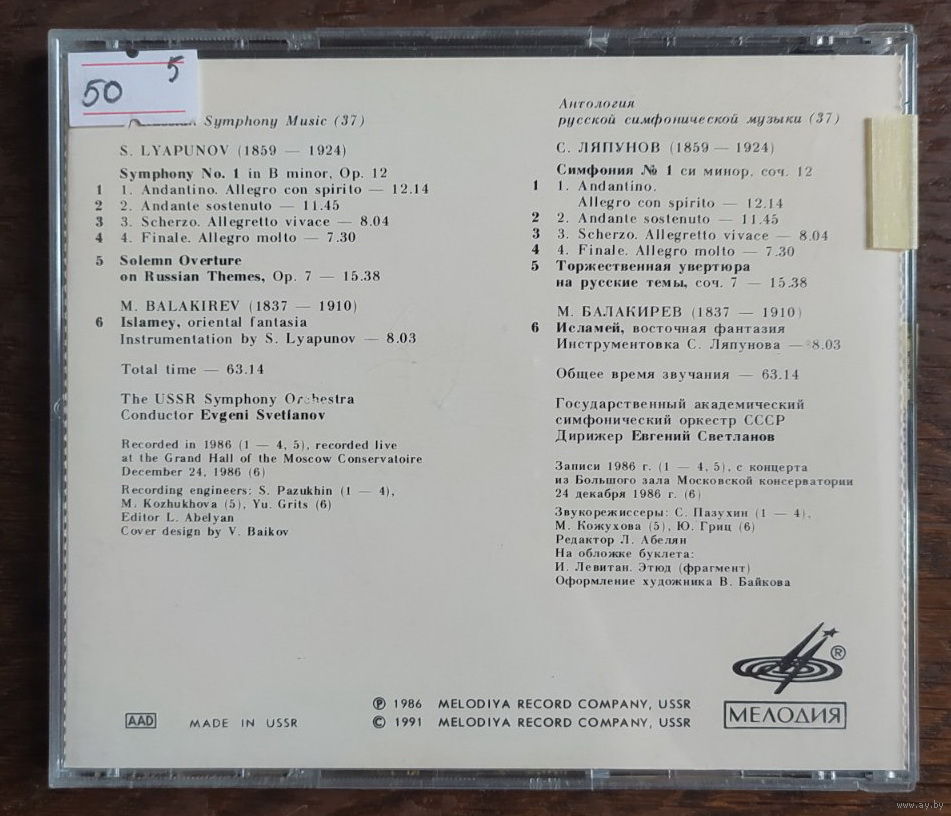 50 5
Symphony Music (37)
S. LYAPUNOV (1859 — 1924)
Symphony No. 1 in B minor, Op. 12
1 1. Andantino. Allegro con spirito — 12.14
2 2. Andante sostenuto — 11.45
3 3. Scherzo. Allegretto vivace — 8.04
4 4. Finale. Allegro molto — 7.30
5 Solemn Overture
on Russian Themes, Op. 7 — 15.38
M. BALAKIREV (1837 — 1910)
6 Islamey, oriental fantasia
Instrumentation by S. Lyapunov — 8.03
Total time — 63.14
The USSR Symphony Orchestra
Conductor Evgeni Svetlanov
Recorded in 1986 (1 — 4, 5), recorded live
at the Grand Hall of the Moscow Conservatoire
December 24, 1986 (6)
Recording engineers: S. Pazukhin (1 — 4),
M. Kozhukhova (5), Yu. Grits (6)
Editor L. Abelyan
Cover design by V. Baikov
Антология
русской симфонической музыки (37)
С. ЛЯПУНОВ (1859 — 1924)
Симфония № 1 си минор, соч. 12
1 1. Andantino.
Allegro con spirito — 12.14
2 2. Andante sostenuto — 11.45
3 3. Scherzo. Allegretto vivace — 8.04
4 4. Finale. Allegro molto — 7.30
5 Торжественная увертюра
на русские темы, соч. 7 — 15.38
М. БАЛАКИРЕВ (1837 — 1910)
6 Исламей, восточная фантазия
Инструментовка С. Ляпунова — 8.03
Общее время звучания — 63.14
Государственный академический
симфонический оркестр СССР
Дирижер Евгений Светланов
Записи 1986 г. (1 — 4, 5), с концерта
из Большого зала Московской консерватории
24 декабря 1986 г. (6)
Звукорежиссеры: С. Пазухин (1 — 4),
М. Кожухова (5), Ю. Гриц (6)
Редактор Л. Абелян
На обложке буклета:
И. Левитан. Этюд (фрагмент)
Оформление художника В. Байкова
®
МЕЛОДИЯ
AAD MADE IN USSR
℗ 1986 MELODIYA RECORD COMPANY, USSR
© 1991 MELODIYA RECORD COMPANY, USSR
www.ay.by